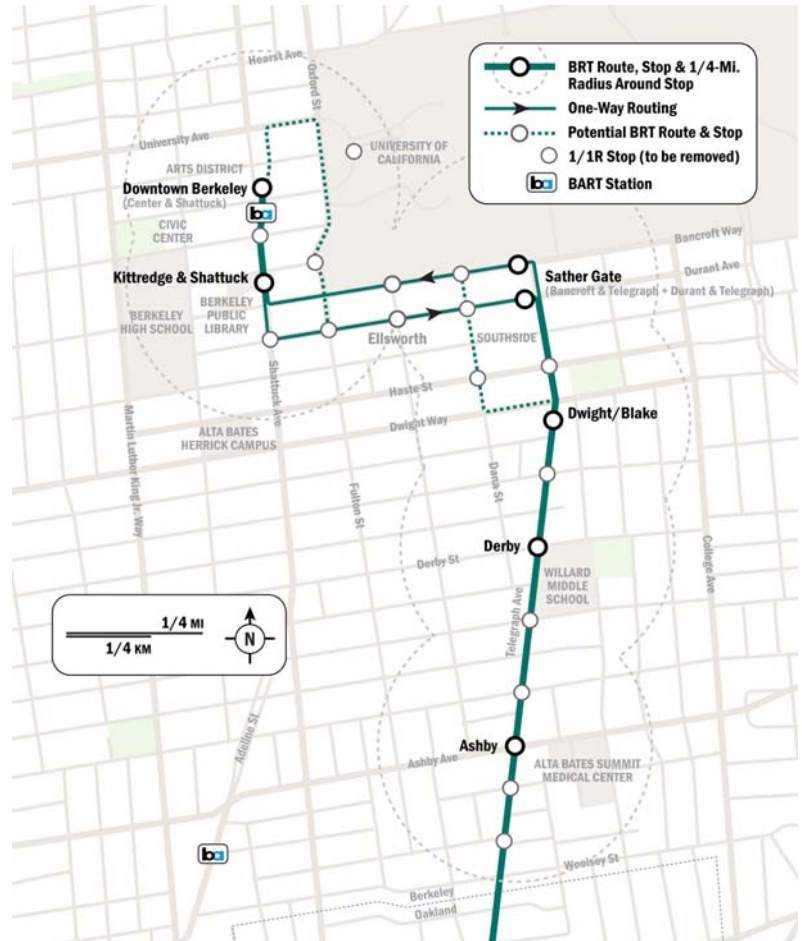 Hearst Ave
Oxford St
University Ave
ARTS DISTRICT
UNIVERSITY OF
CALIFORNIA
Downtown Berkeley
(Center & Shattuck)
ba
CIVIC
CENTER
Kittredge & Shattuck
BERKELEY
HIGH SCHOOL
BERKELEY
PUBLIC
LIBRARY
BRT Route, Stop & 1/4-Mi.
Radius Around Stop
One-Way Routing
Potential BRT Route & Stop
1/1R Stop (to be removed)
ba
BART Station
Bancroft Way
Durant Ave
Sather Gate
(Bancroft & Telegraph + Durant & Telegraph)
Ellsworth
SOUTHSIDE
Shattuck Ave
Haste St
Dwight Way
Dwight/Blake
ALTA BATES
HERRICK CAMPUS
Martin Luther King Jr. Way
Fulton St
Dana St
College Ave
Derby St
Derby
WILLARD
MIDDLE
SCHOOL
Telegraph Ave
1/4 MI
1/4 KM
N
Adeline St
Ashby
Ashby Ave
ALTA BATES SUMMIT
MEDICAL CENTER
ba
Woolsey St
Berkeley
Oakland